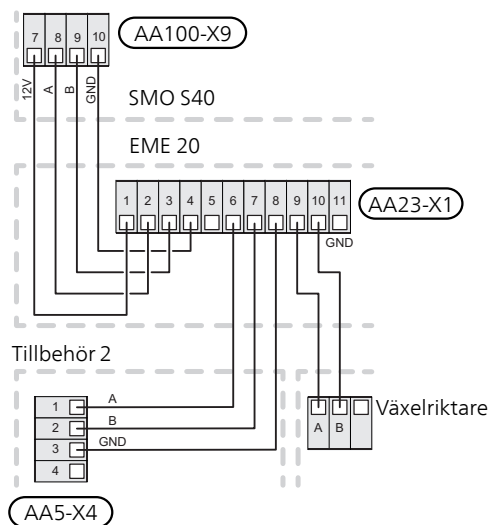 7 8 9 10
AA100-X9
12V A B GND
SMO S40
EME 20
1 2 3 4 5 6 7 8 9 10 11
AA23-X1
GND
Tillbehör 2
1 A
2 B
3 GND
4
A B
Växelriktare
AA5-X4